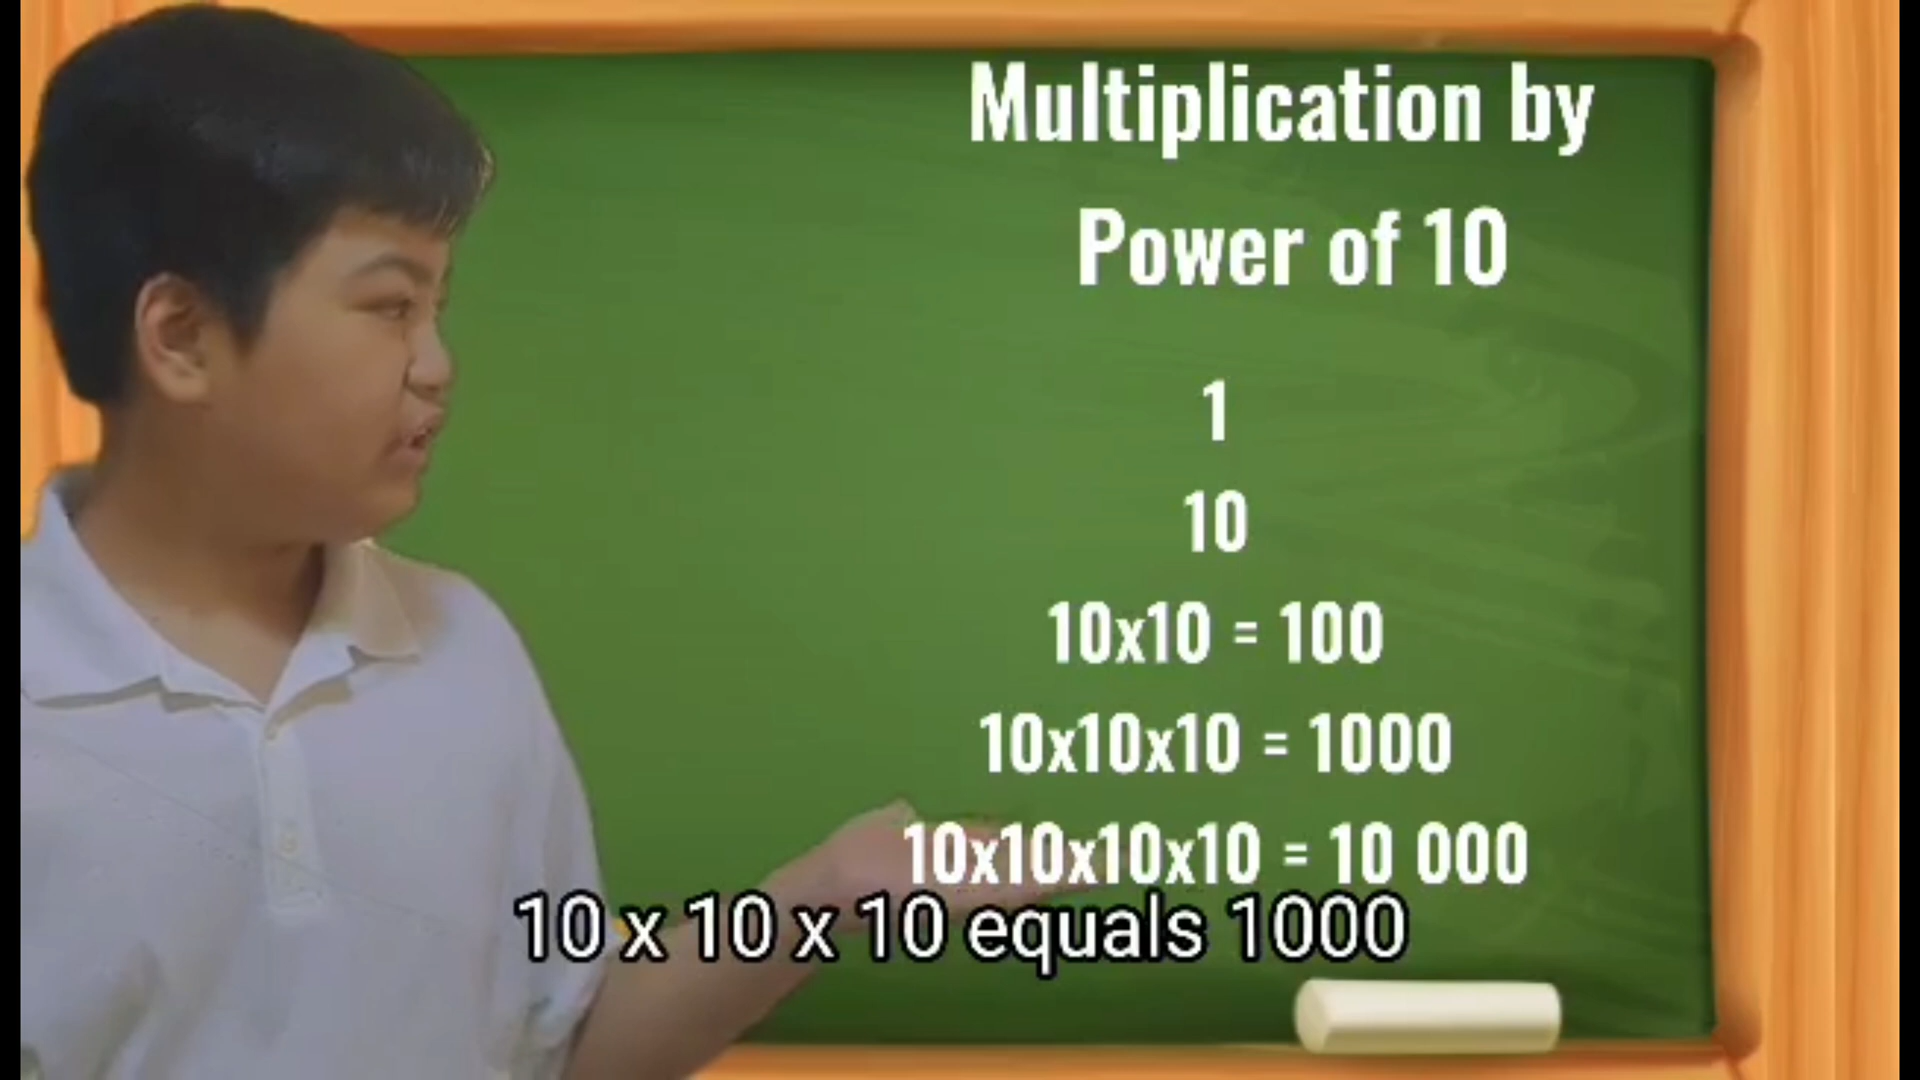 Multiplication by
Power of 10
1
10
10x10 = 100
10x10x10 = 1000
10x10x10x10 = 10 000
10 x 10 x 10 equals 1000